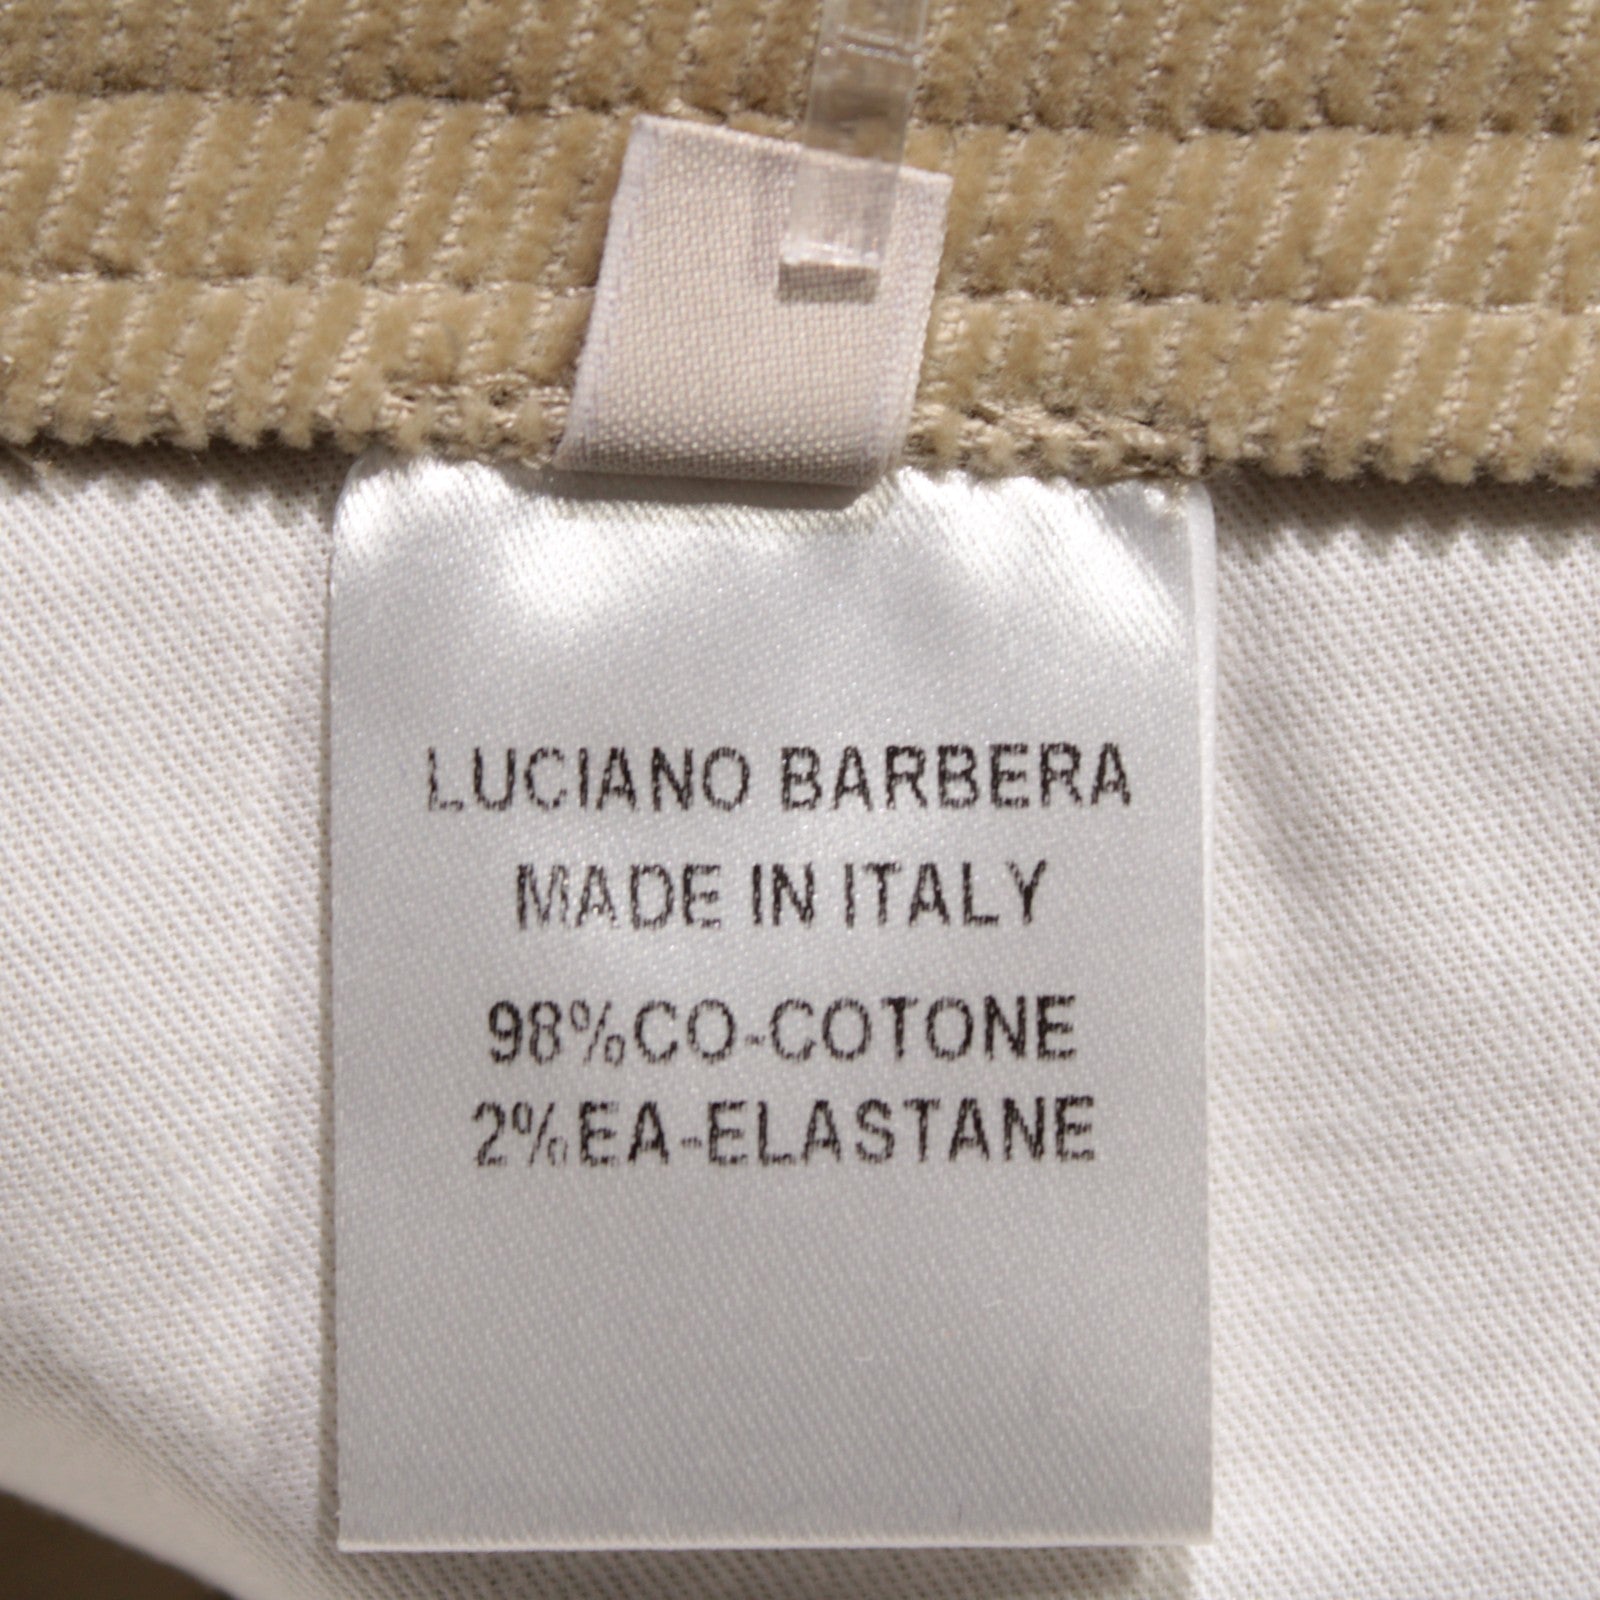 LUCIANO BARBERA
MADE IN ITALY
98%CO-COTONE
2%EA-ELASTANE